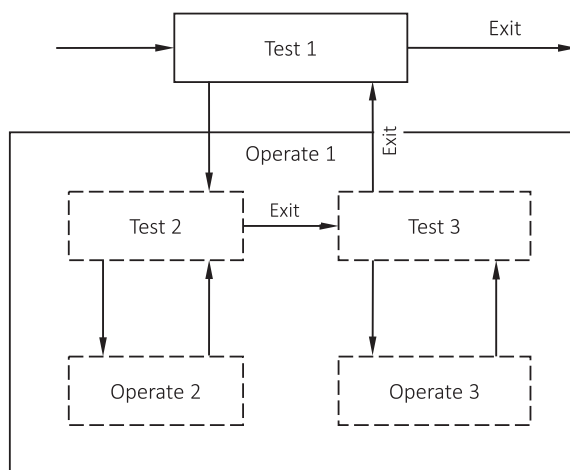 Exit
Test 1
Operate 1
Exit
Test 2
Exit
Test 3
Operate 2
Operate 3